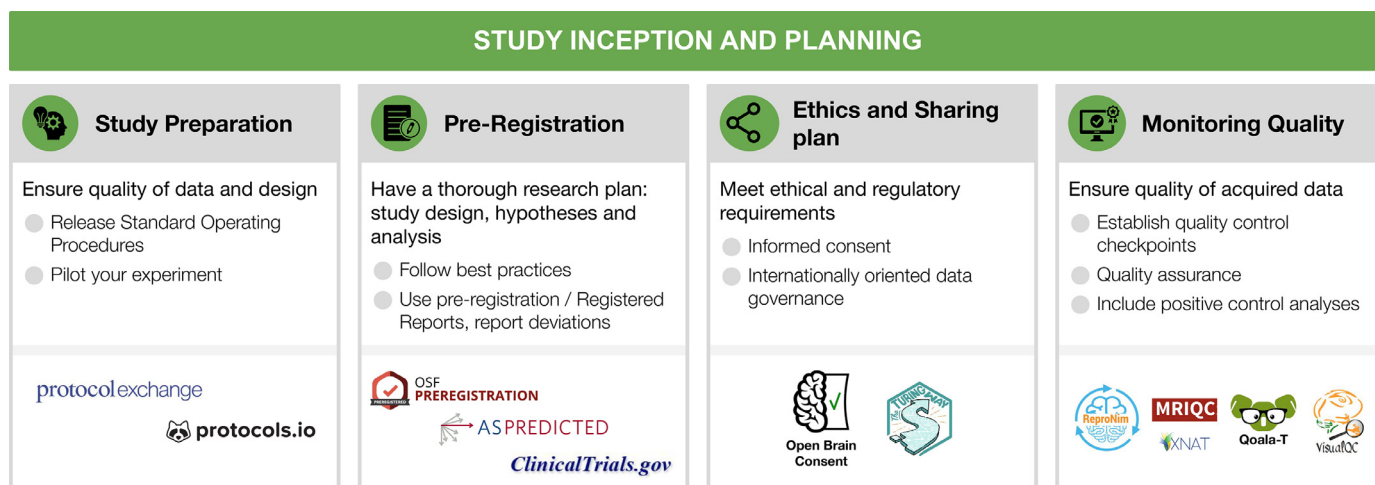 STUDY INCEPTION AND PLANNING
Study Preparation
Ensure quality of data and design
Release Standard Operating
Procedures
Pilot your experiment
protocol exchange
protocols.io
Pre-Registration
Have a thorough research plan:
study design, hypotheses and
analysis
Follow best practices
Use pre-registration / Registered
Reports, report deviations
PREREGISTERED
OSF
PREREGISTRATION
ASPREDICTED
ClinicalTrials.gov
Ethics and Sharing
plan
Meet ethical and regulatory
requirements
Informed consent
Internationally oriented data
governance
Open Brain
Consent
THE TURING WAY
Monitoring Quality
Ensure quality of acquired data
Establish quality control
checkpoints
Quality assurance
Include positive control analyses
ReproNim
MRIQC
XNAT
Qoala-T
VisualQC